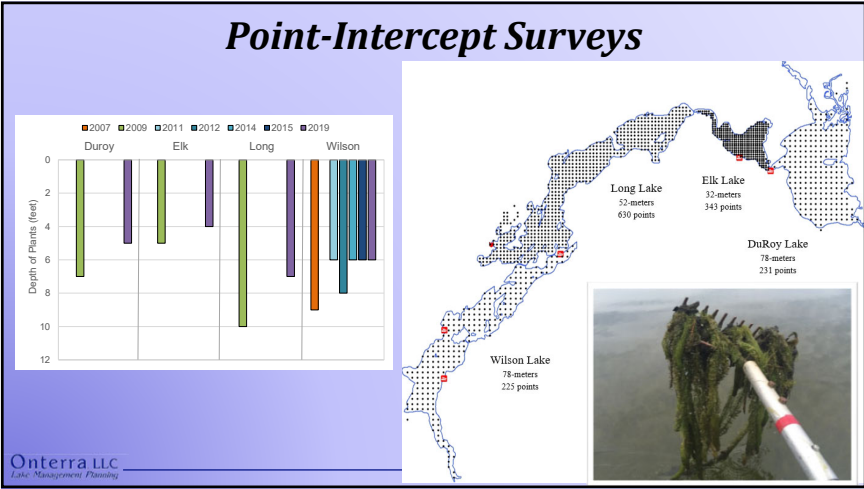 Point-Intercept Surveys
2007 2009 2011 2012 2014 2015 2019
Duroy Elk Long Wilson
Depth of Plants (feet)
0
2
4
6
8
10
12
Long Lake
52-meters
630 points
Elk Lake
32-meters
343 points
DuRoy Lake
78-meters
231 points
Wilson Lake
78-meters
225 points
Onterra LLC
Lake Management Planning